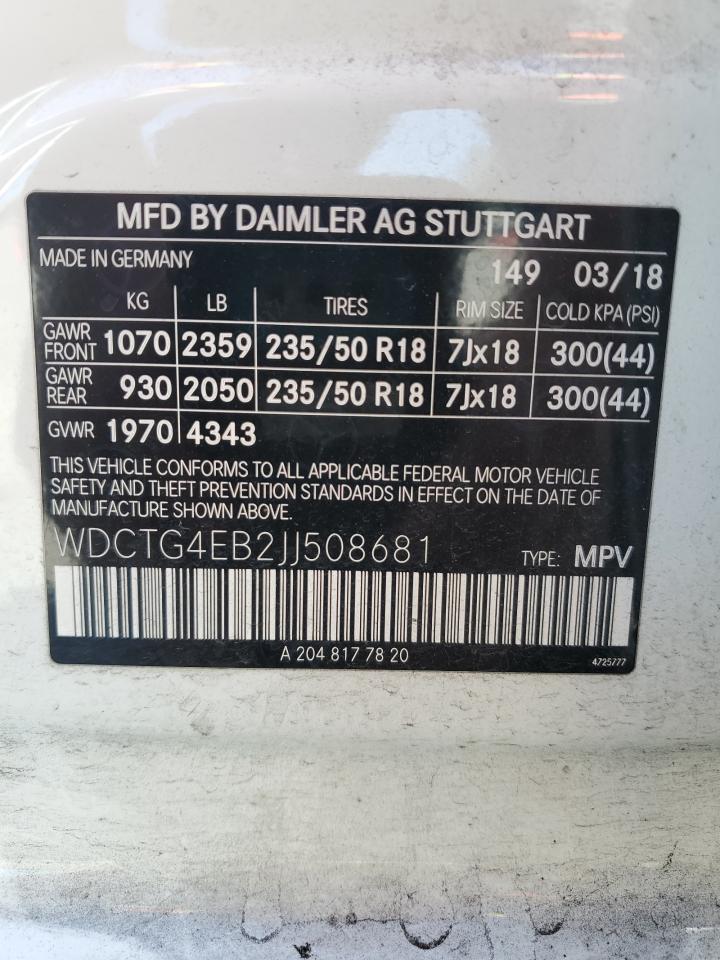 MFD BY DAIMLER AG STUTTGART
MADE IN GERMANY 149 03/18
KG LB TIRES RIM SIZE COLD KPA (PSI)
GAWR FRONT 1070 2359 235/50 R18 7Jx18 300(44)
GAWR REAR 930 2050 235/50 R18 7Jx18 300(44)
GVWR 1970 4343
THIS VEHICLE CONFORMS TO ALL APPLICABLE FEDERAL MOTOR VEHICLE
SAFETY AND THEFT PREVENTION STANDARDS IN EFFECT ON THE DATE OF
MANUFACTURE SHOWN ABOVE.
WDCTG4EB2JJ508681 TYPE: MPV
A 204 817 78 20 4725777